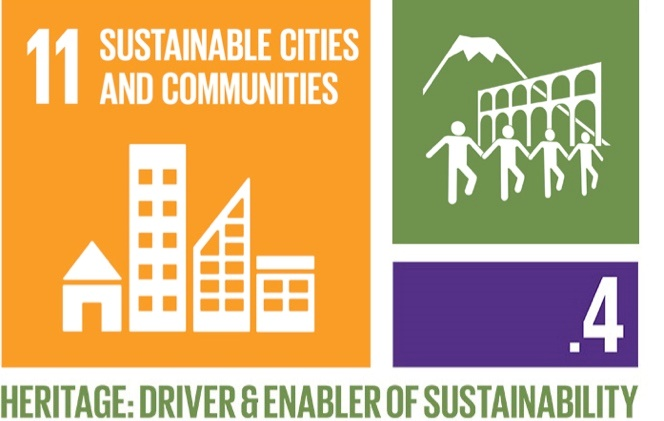 11 SUSTAINABLE CITIES
AND COMMUNITIES
.4
HERITAGE: DRIVER & ENABLER OF SUSTAINABILITY